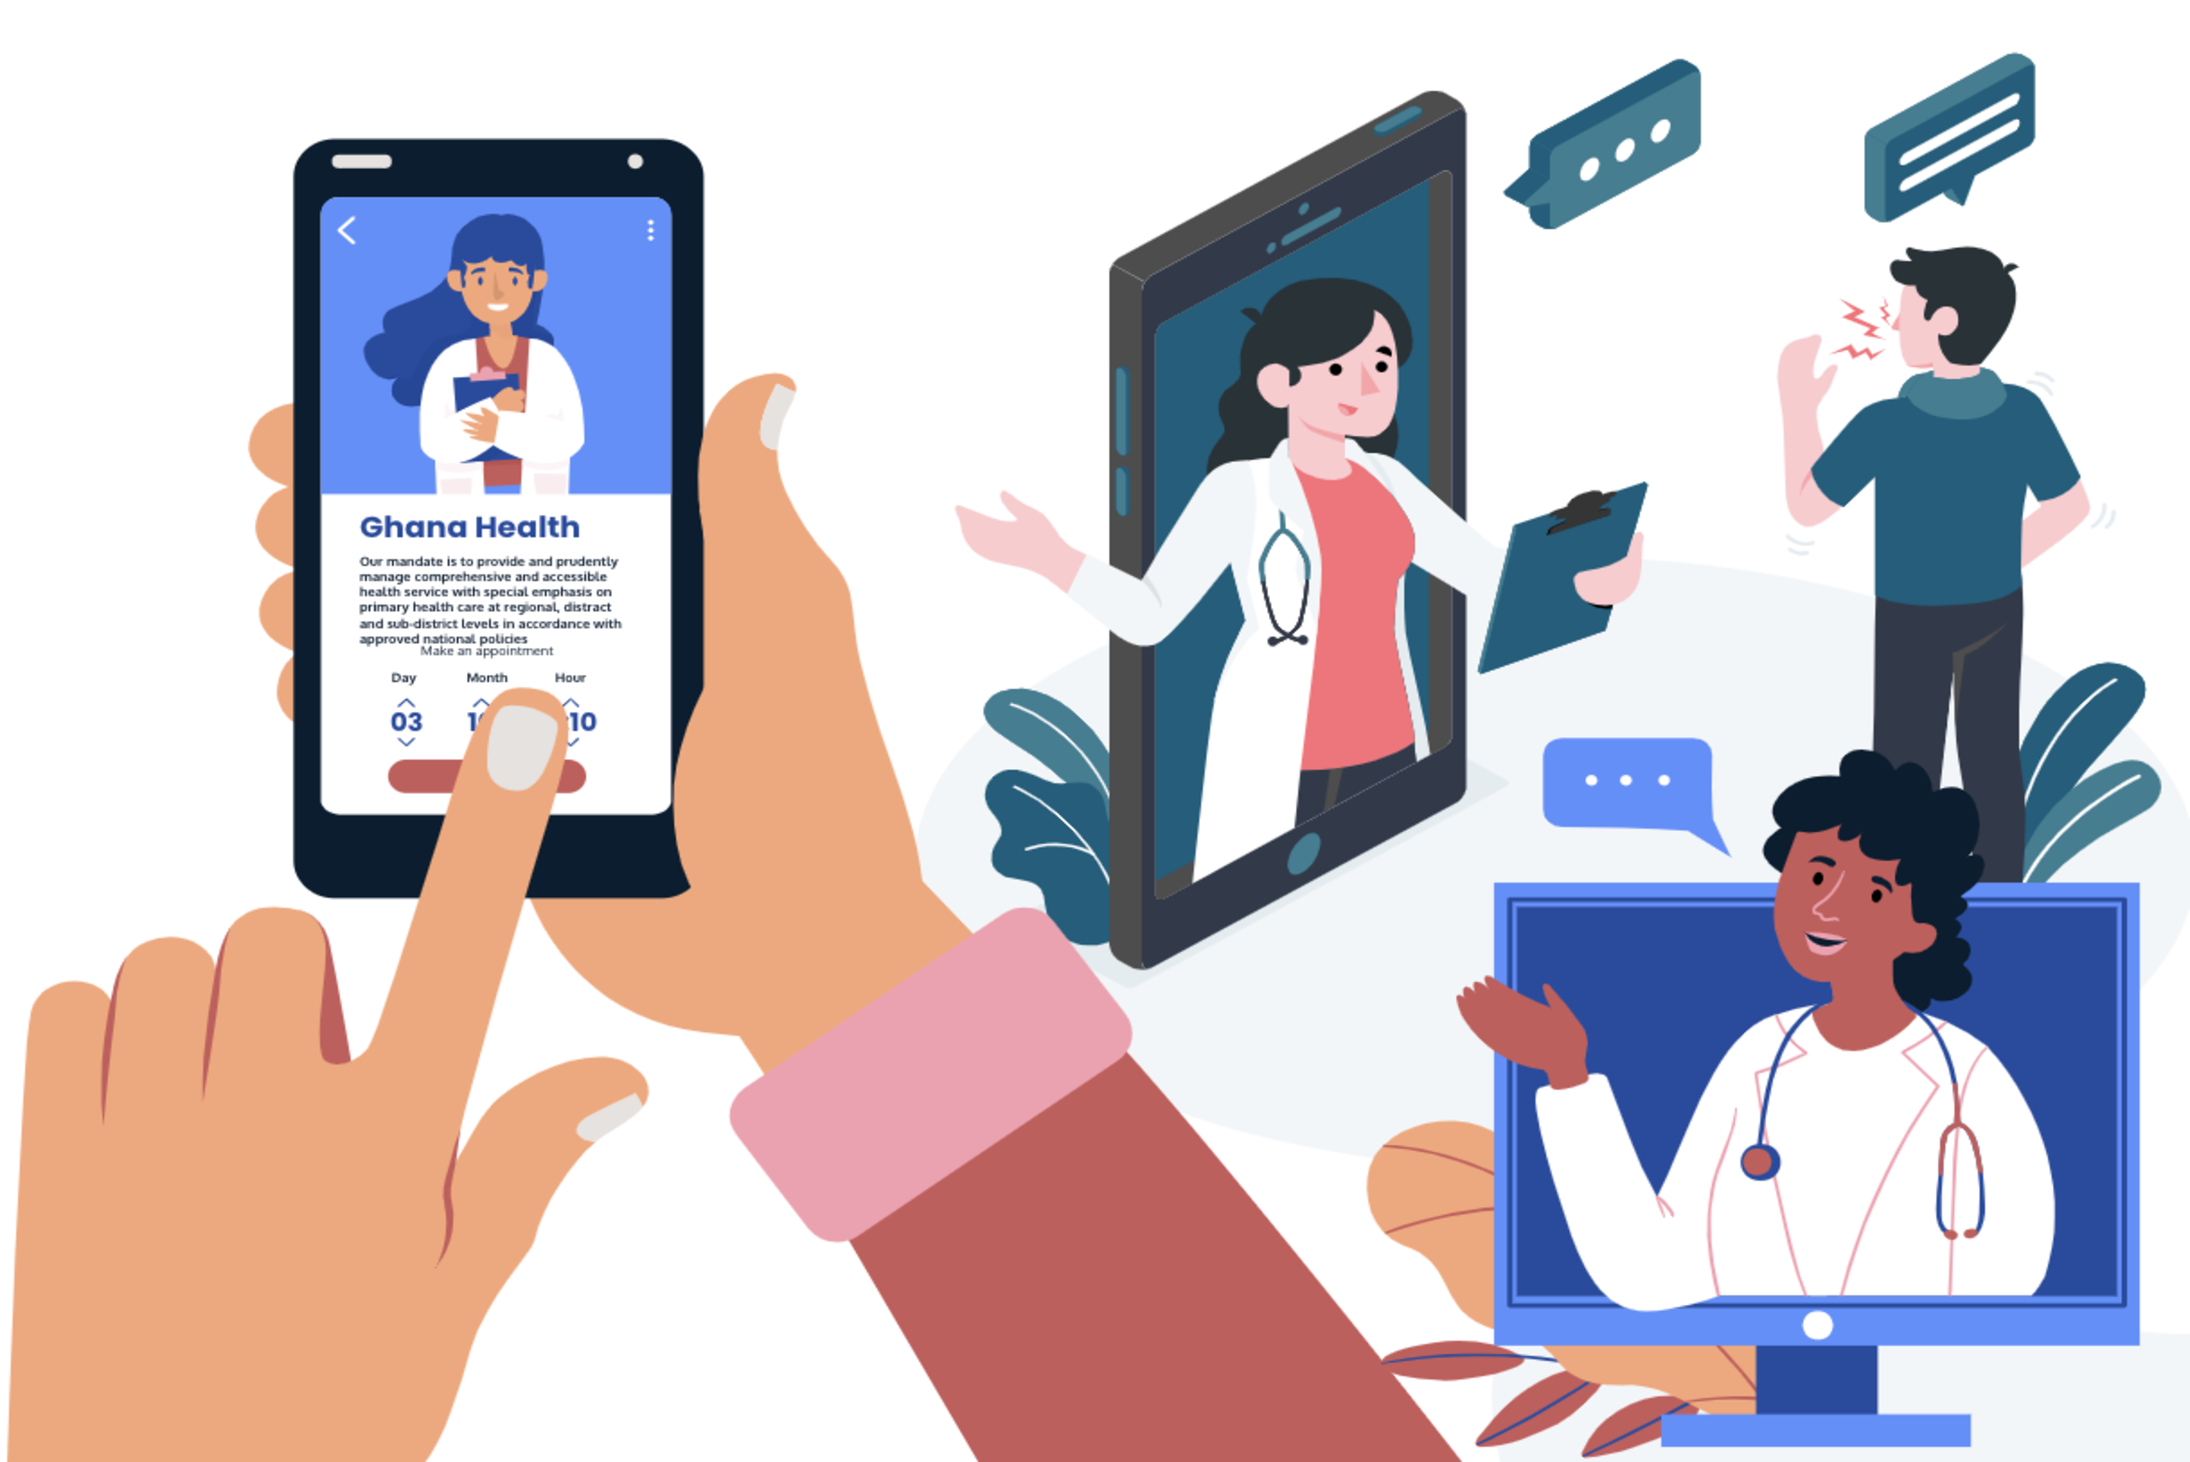 Ghana Health
Our mandate is to provide and prudently
manage comprehensive and accessible
health service with special emphasis on
primary health care at regional, distract
and sub-district levels in accordance with
approved national policies
Make an appointment
Day Month Hour
03